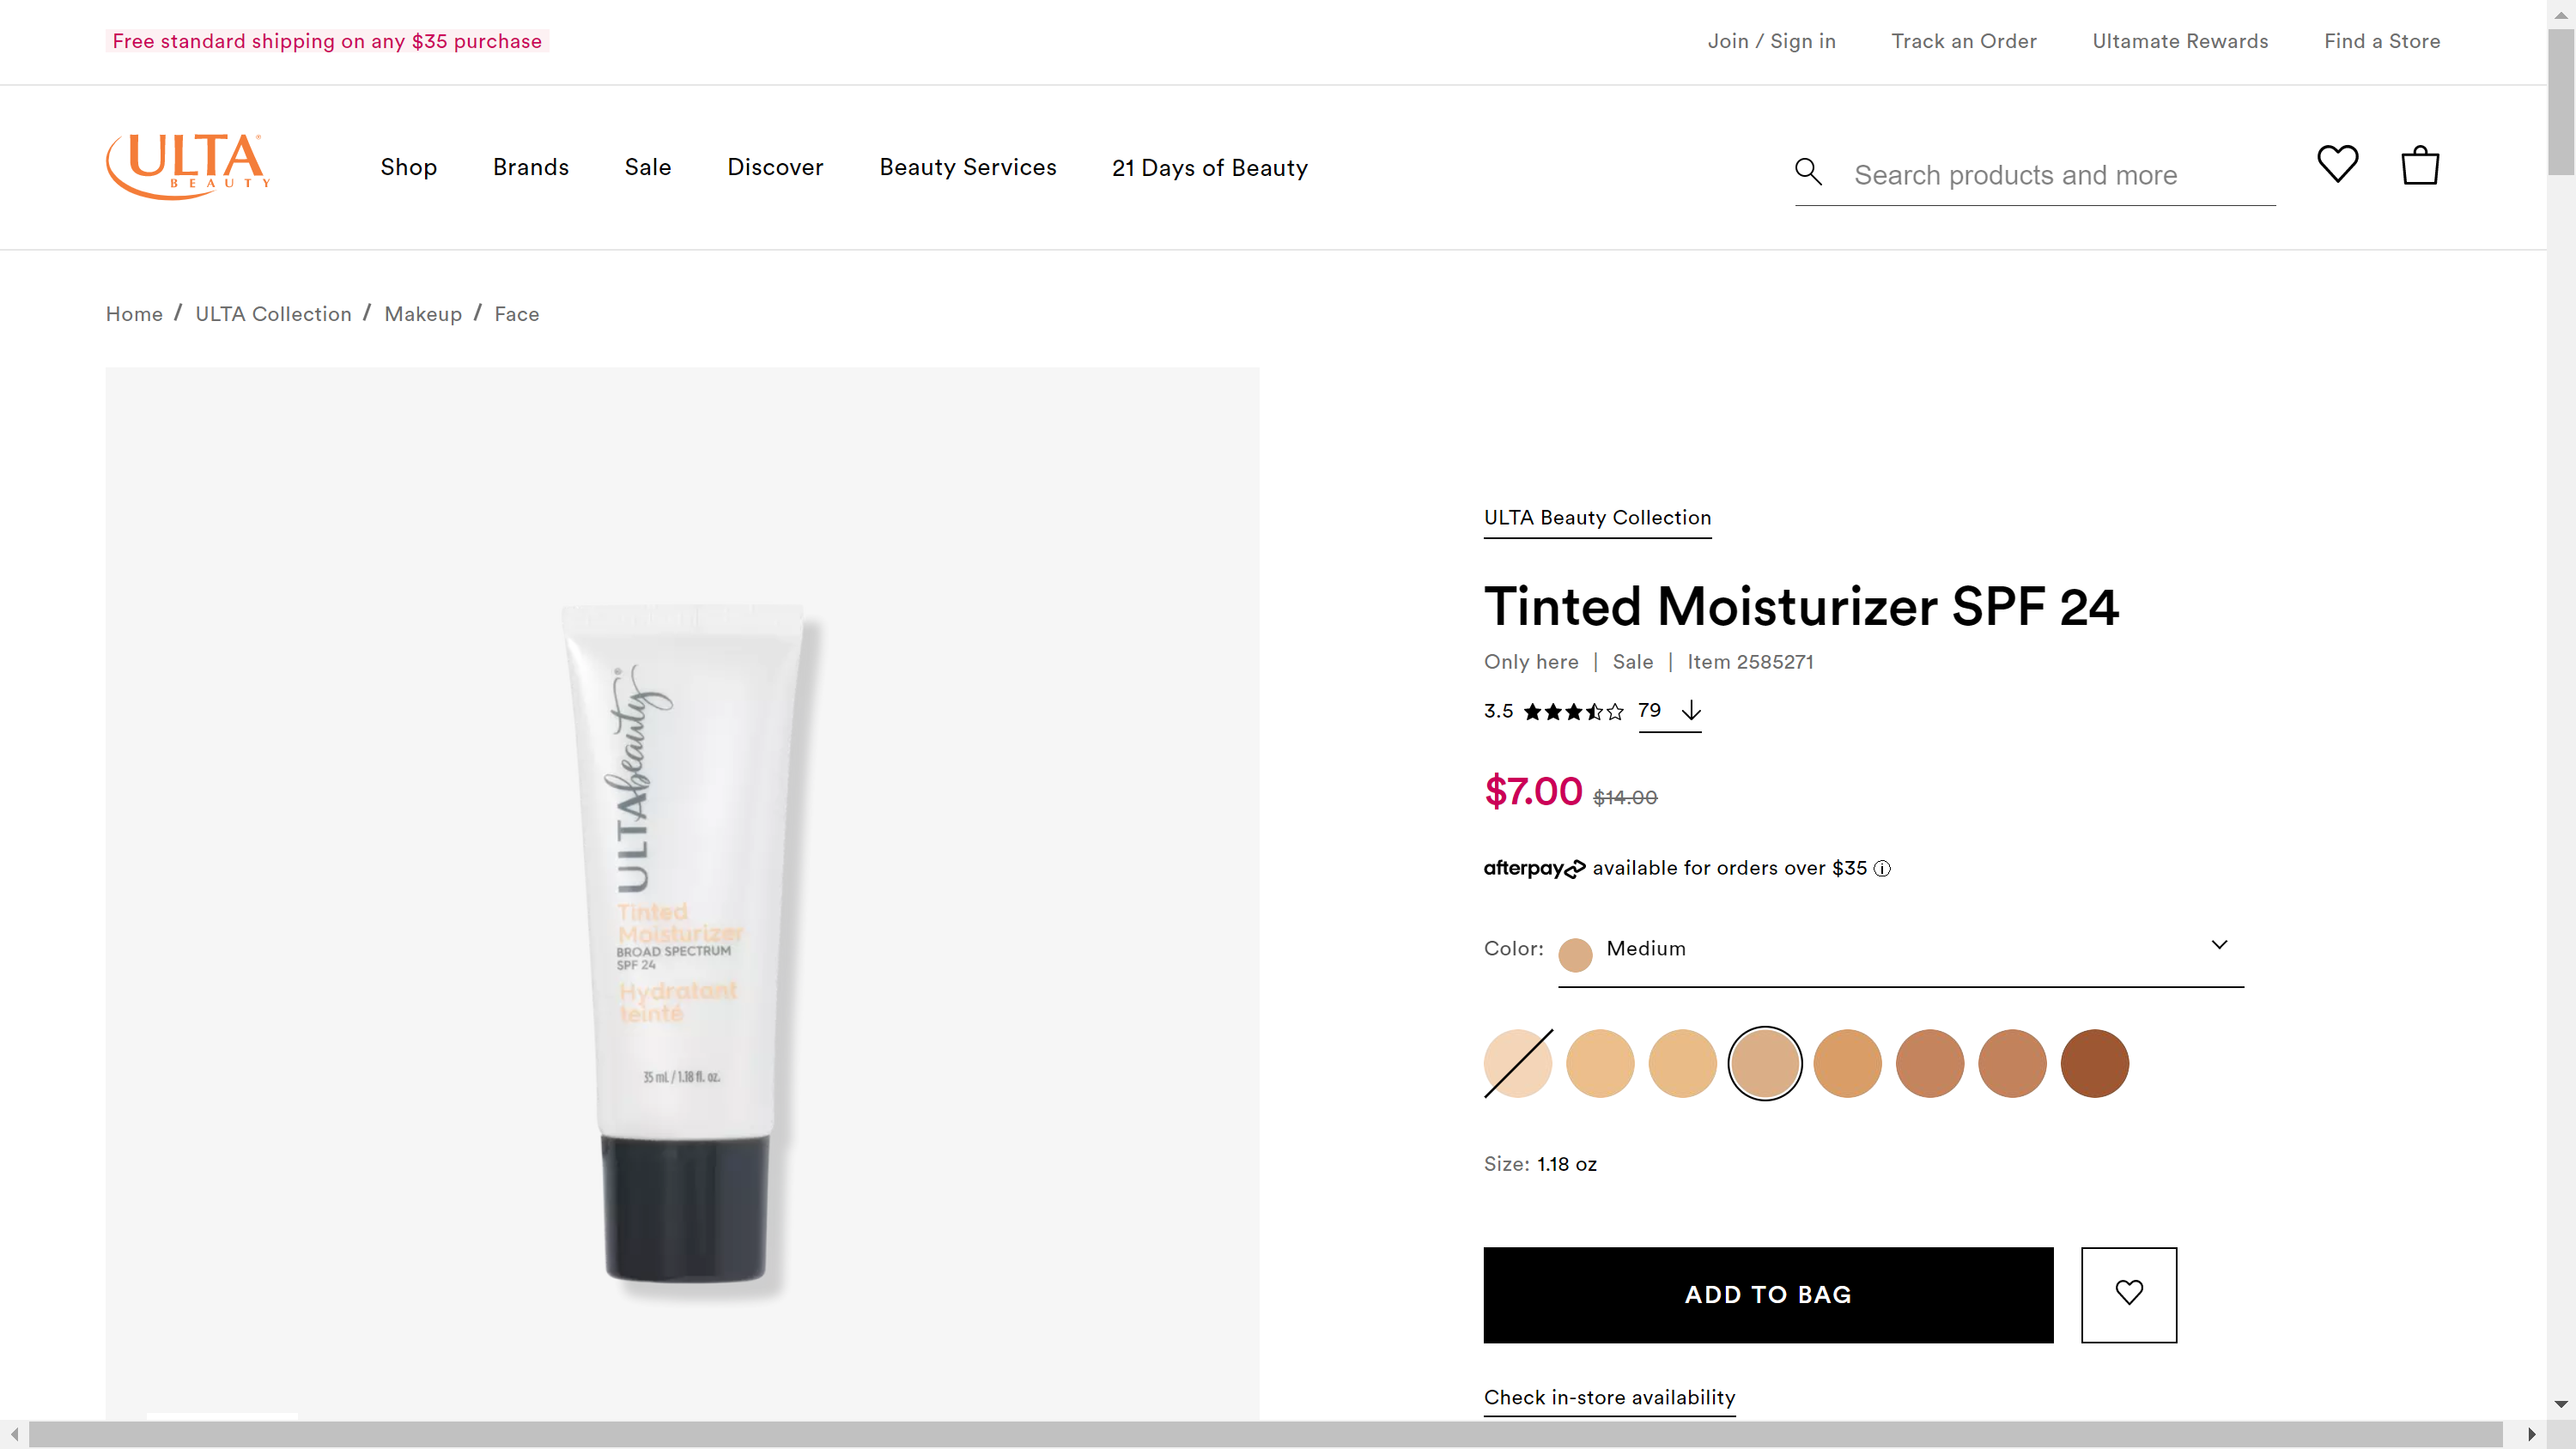 Free standard shipping on any $35 purchase
Join / Sign in
Track an Order
Ultamate Rewards
Find a Store
ULTA
BEAUTY
Shop
Brands
Sale
Discover
Beauty Services
21 Days of Beauty
Search products and more
Home / ULTA Collection / Makeup / Face
ULTAbeauty®
Tinted
Moisturizer
BROAD SPECTRUM
SPF 24
Hydratant
teinté
35 mL / 1.18 fl. oz.
ULTA Beauty Collection
Tinted Moisturizer SPF 24
Only here | Sale | Item 2585271
3.5 79
$7.00 $14.00
afterpay available for orders over $35
Color: Medium
Size: 1.18 oz
ADD TO BAG
Check in-store availability